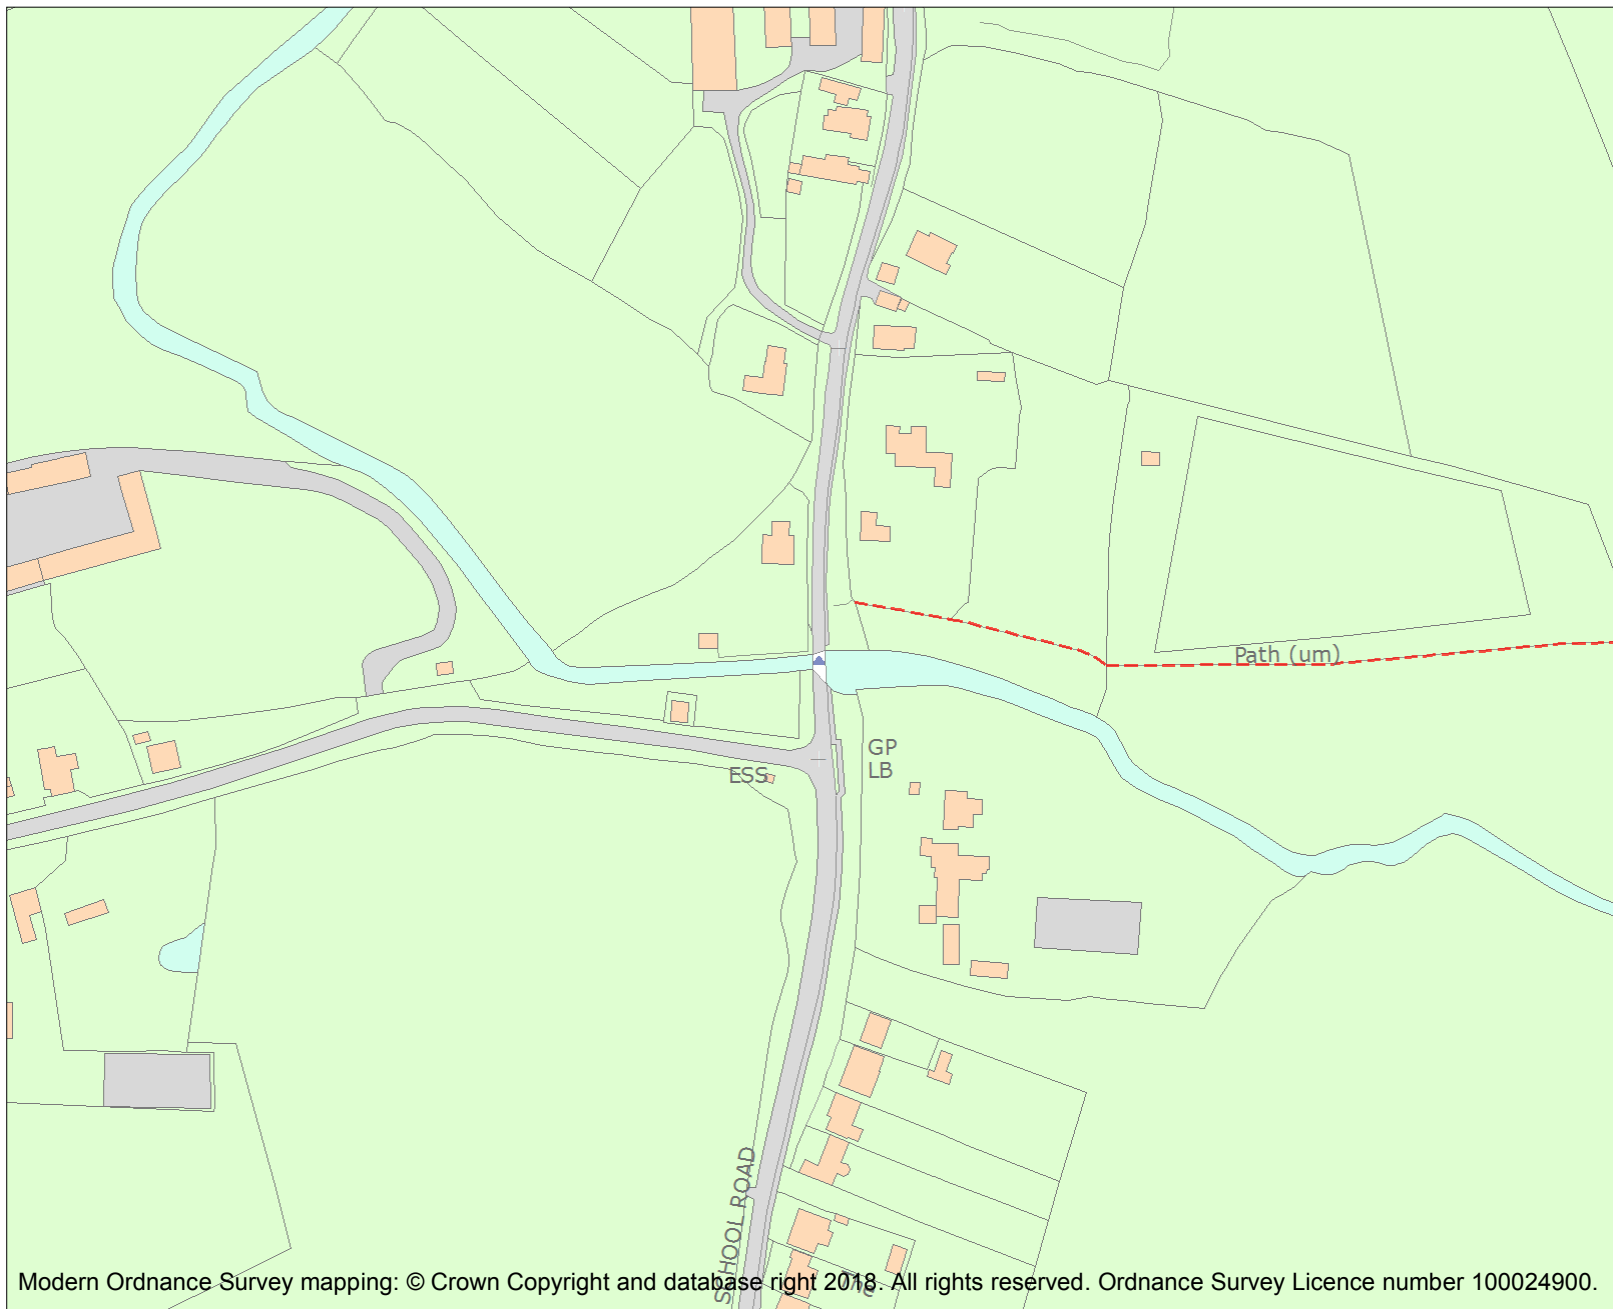 Path (um)
GP
LB
ESS
SCHOOL ROAD
The
Modern Ordnance Survey mapping: © Crown Copyright and database right 2018. All rights reserved. Ordnance Survey Licence number 100024900.